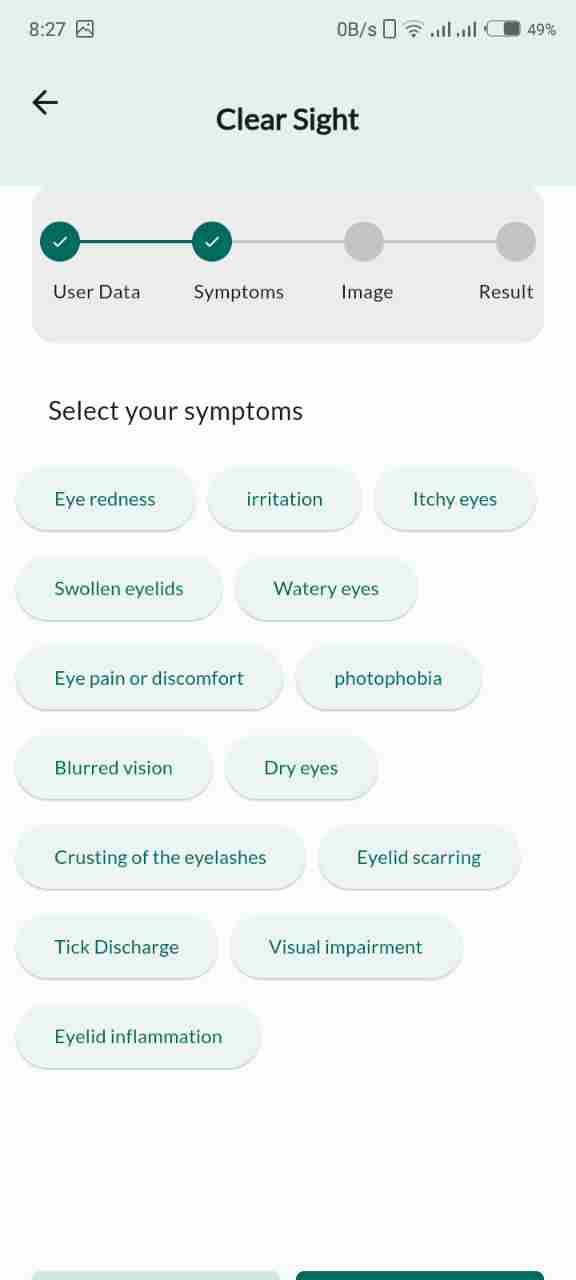 8:27 0B/s 49%
Clear Sight
User Data Symptoms Image Result
Select your symptoms
Eye redness irritation Itchy eyes
Swollen eyelids Watery eyes
Eye pain or discomfort photophobia
Blurred vision Dry eyes
Crusting of the eyelashes Eyelid scarring
Tick Discharge Visual impairment
Eyelid inflammation